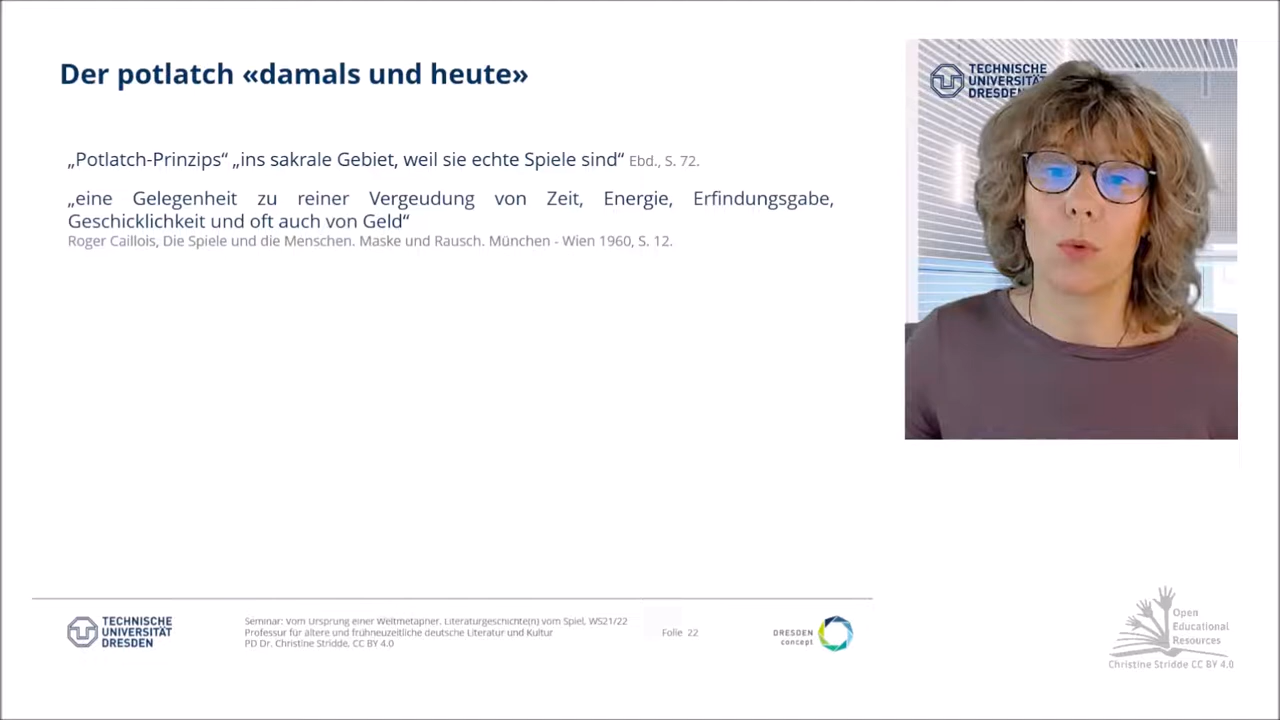 Der potlatch «damals und heute»
„Potlatch-Prinzips“ „ins sakrale Gebiet, weil sie echte Spiele sind“ Ebd., S. 72.
„eine Gelegenheit zu reiner Vergeudung von Zeit, Energie, Erfindungsgabe,
Geschicklichkeit und oft auch von Geld“
Roger Caillois, Die Spiele und die Menschen. Maske und Rausch. München - Wien 1960, S. 12.
TECHNISCHE
UNIVERSITÄT
DRESDEN
TECHNISCHE
UNIVERSITÄT
DRESDEN
Seminar: Vom Ursprung einer Weltmetapher. Literaturgeschichte(n) vom Spiel, WS21/22
Professur für ältere und frühneuzeitliche deutsche Literatur und Kultur
PD Dr. Christine Stridde, CC BY 4.0
Folie 22
DRESDEN
concept
Open
Educational
Resources
Christine Stridde CC BY 4.0